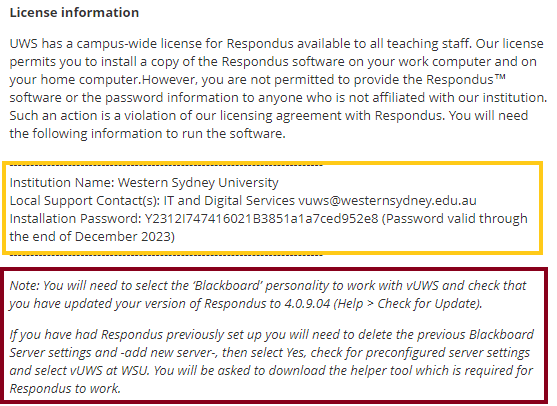 License information
UWS has a campus-wide license for Respondus available to all teaching staff. Our license
permits you to install a copy of the Respondus software on your work computer and on
your home computer.However, you are not permitted to provide the Respondus™
software or the password information to anyone who is not affiliated with our institution.
Such an action is a violation of our licensing agreement with Respondus. You will need
the following information to run the software.
Institution Name: Western Sydney University
Local Support Contact(s): IT and Digital Services vuws@westernsydney.edu.au
Installation Password: Y2312I747416021B3851a1a7ced952e8 (Password valid through
the end of December 2023)
Note: You will need to select the ‘Blackboard’ personality to work with vUWS and check that
you have updated your version of Respondus to 4.0.9.04 (Help > Check for Update).
If you have had Respondus previously set up you will need to delete the previous Blackboard
Server settings and -add new server-, then select Yes, check for preconfigured server settings
and select vUWS at WSU. You will be asked to download the helper tool which is required for
Respondus to work.